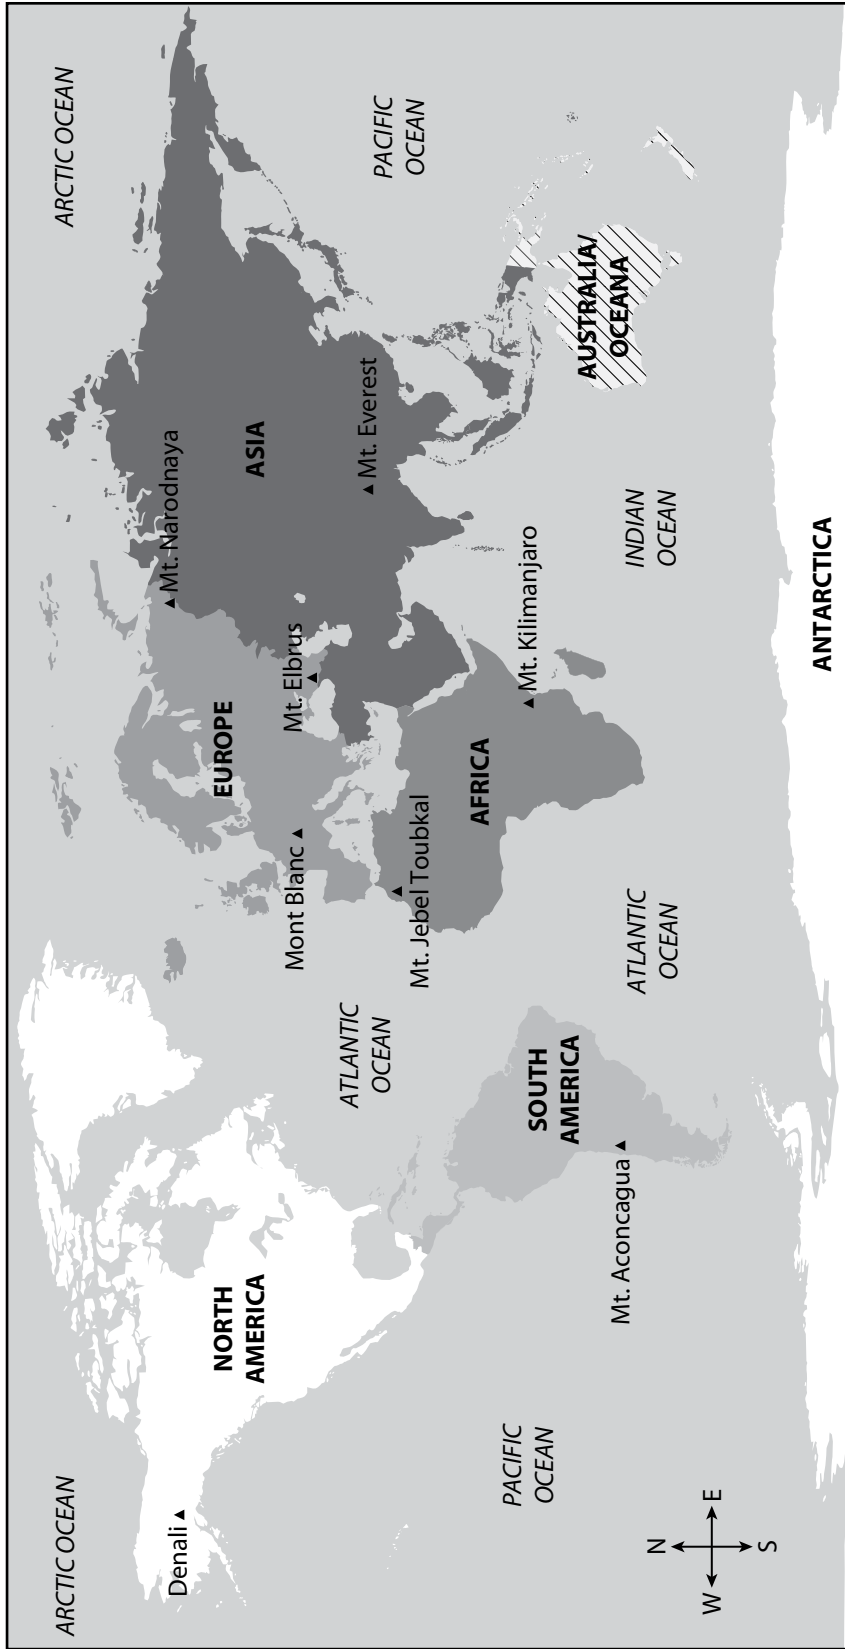 ARCTIC OCEAN
ARCTIC OCEAN
Denali
NORTH
AMERICA
EUROPE
Mt. Narodnaya
ASIA
Mont Blanc
Mt. Elbrus
Mt. Everest
ATLANTIC
OCEAN
PACIFIC
OCEAN
Mt. Jebel Toubkal
AFRICA
PACIFIC
OCEAN
SOUTH
AMERICA
Mt. Kilimanjaro
AUSTRALIA/
OCEANA
Mt. Aconcagua
ATLANTIC
OCEAN
INDIAN
OCEAN
N
W
E
S
ANTARCTICA